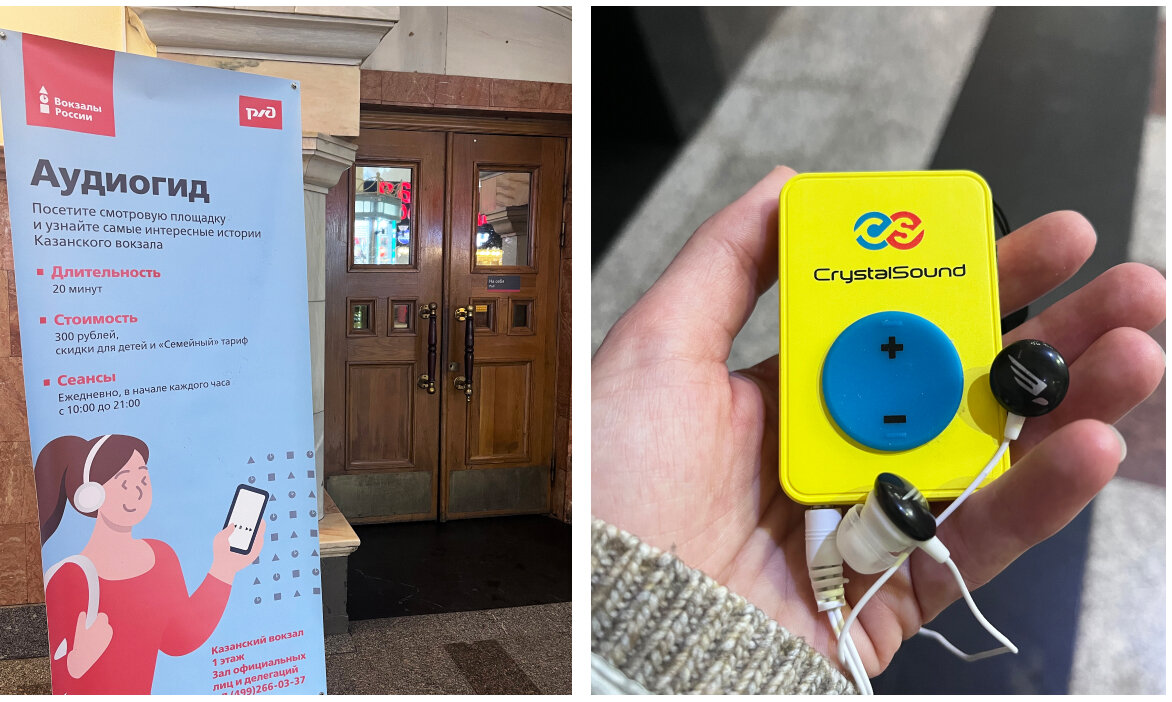 Вокзалы
России
ржд
Аудиогид
Посетите смотровую площадку
и узнайте самые интересные истории
Казанского вокзала
Длительность
20 минут
Стоимость
300 рублей,
скидки для детей и «Семейный» тариф
Сеансы
Ежедневно, в начале каждого часа
с 10:00 до 21:00
Казанский вокзал
1 этаж
Зал официальных
лиц и делегаций
(499)266-03-37
На себя
CS
CrystalSound
+
−